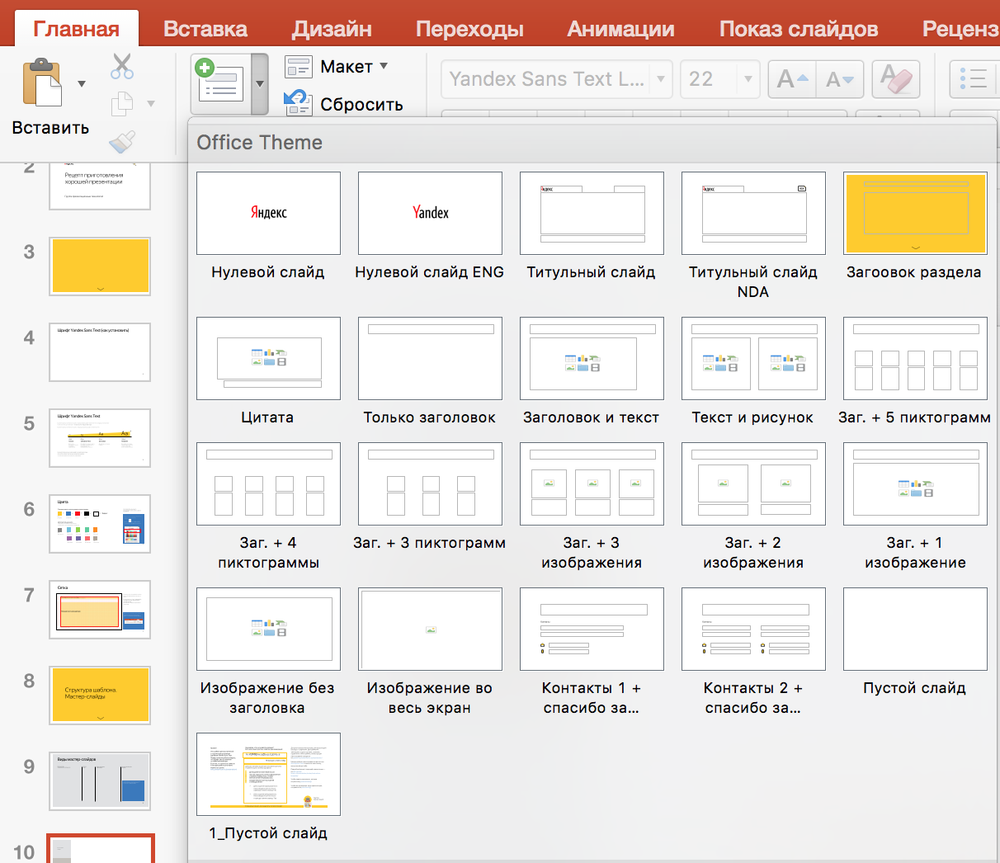 Главная Вставка Дизайн Переходы Анимации Показ слайдов Реценз
Вставить
Макет
Сбросить
Yandex Sans Text L... 22
Office Theme
Яндекс
Yandex
Яндекс
Яндекс
Нулевой слайд
Нулевой слайд ENG
Титульный слайд
Титульный слайд
NDA
Загоовок раздела
Цитата
Только заголовок
Заголовок и текст
Текст и рисунок
Заг. + 5 пиктограмм
Заг. + 4
пиктограммы
Заг. + 3 пиктограмм
Заг. + 3
изображения
Заг. + 2
изображения
Заг. + 1
изображение
Изображение без
заголовка
Изображение во
весь экран
Контакты 1 +
спасибо за...
Контакты 2 +
спасибо за...
Пустой слайд
1_Пустой слайд
2
Рецепт приготовления
хорошей презентации
3
4
Шрифт Yandex Sans Text (как установить)
5
Шрифт Yandex Sans Text
6
Цвета
7
Сетка
8
Структура шаблона.
Мастер-слайды
9
Виды мастер-слайдов
10